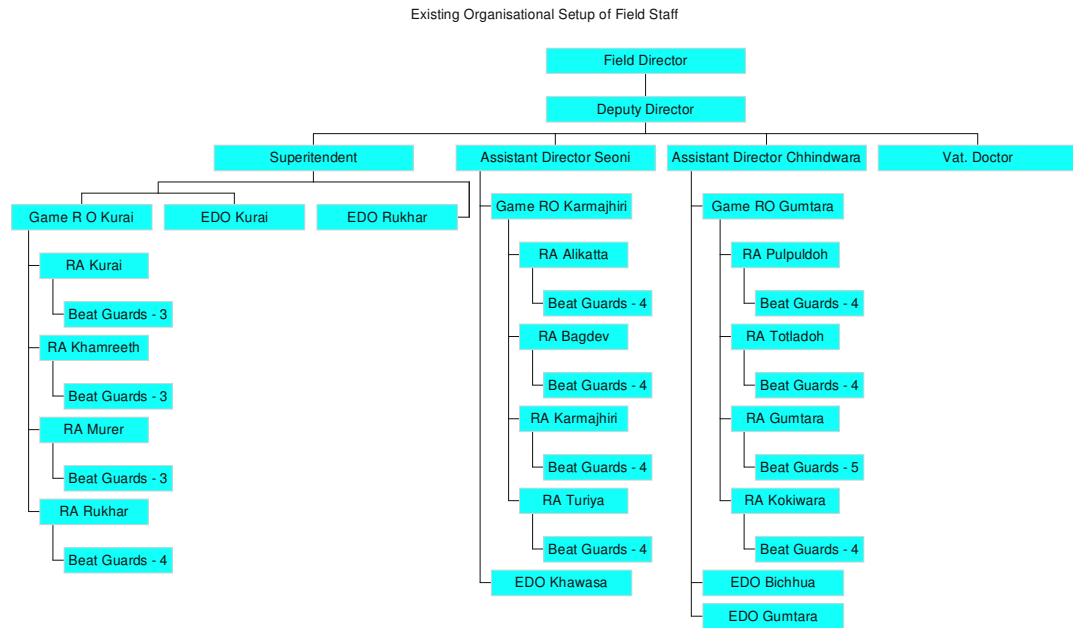 Existing Organisational Setup of Field Staff
Field Director
Deputy Director
Superitendent
Assistant Director Seoni
Assistant Director Chhindwara
Vat. Doctor
Game R O Kurai
EDO Kurai
EDO Rukhar
RA Kurai
Beat Guards - 3
RA Khamreeth
Beat Guards - 3
RA Murer
Beat Guards - 3
RA Rukhar
Beat Guards - 4
Game RO Karmajhiri
RA Alikatta
Beat Guards - 4
RA Bagdev
Beat Guards - 4
RA Karmajhiri
Beat Guards - 4
RA Turiya
Beat Guards - 4
EDO Khawasa
Game RO Gumtara
RA Pulpuldoh
Beat Guards - 4
RA Totladoh
Beat Guards - 4
RA Gumtara
Beat Guards - 5
RA Kokiwara
Beat Guards - 4
EDO Bichhua
EDO Gumtara